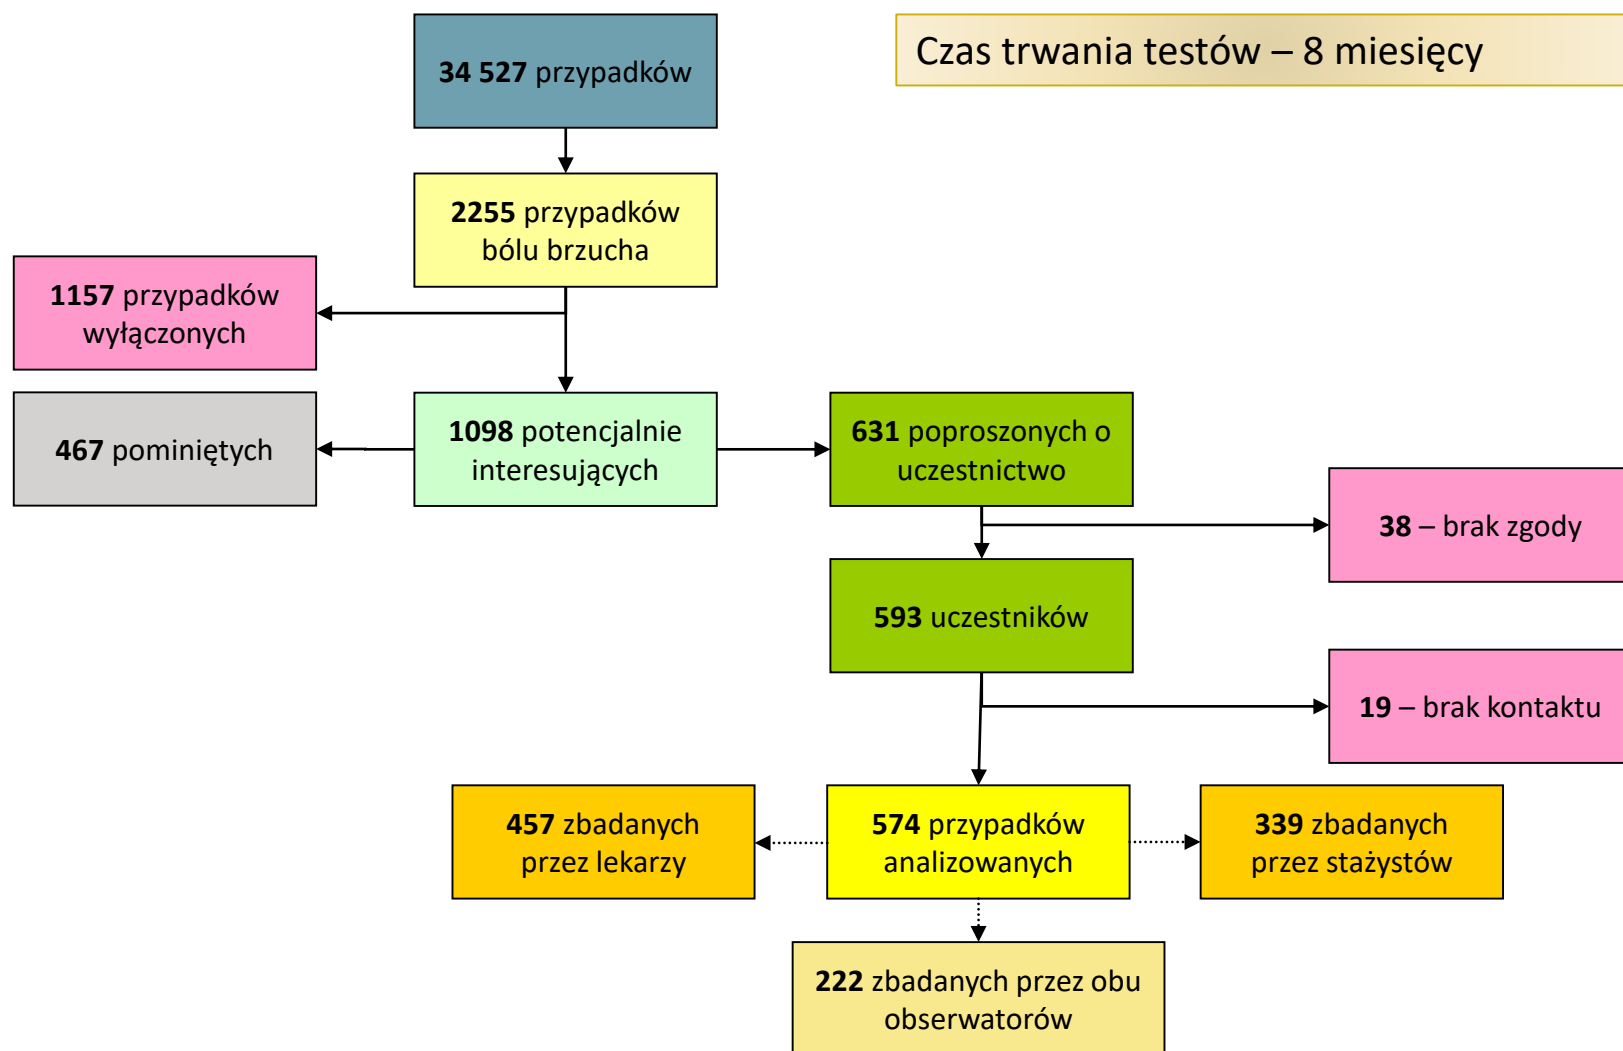 34 527 przypadków
Czas trwania testów – 8 miesięcy
2255 przypadków
bólu brzucha
1157 przypadków
wyłączonych
467 pominiętych
1098 potencjalnie
interesujących
631 poproszonych o
uczestnictwo
38 – brak zgody
593 uczestników
19 – brak kontaktu
457 zbadanych
przez lekarzy
574 przypadków
analizowanych
339 zbadanych
przez stażystów
222 zbadanych przez obu
obserwatorów